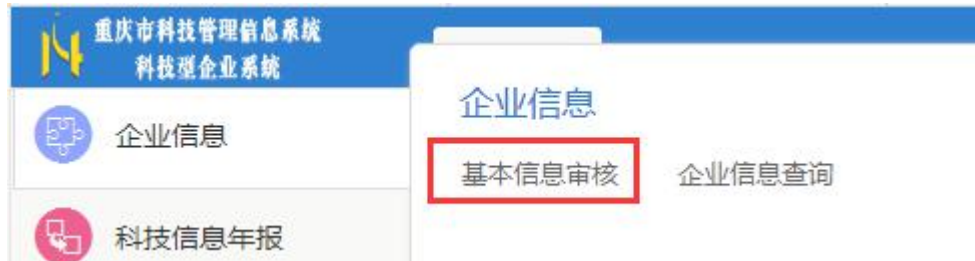 重庆市科技管理信息系统
科技型企业系统
企业信息
科技信息年报
企业信息
基本信息审核 企业信息查询